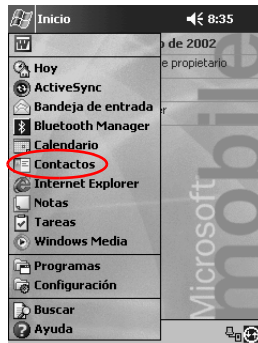 Inicio 8:35
de 2002
Hoy
e propietario
ActiveSync
Bandeja de entrada
Bluetooth Manager
Calendario
Contactos
Internet Explorer
Notas
Tareas
Windows Media
Programas
Configuración
Buscar
Ayuda
Microsoft
mobile